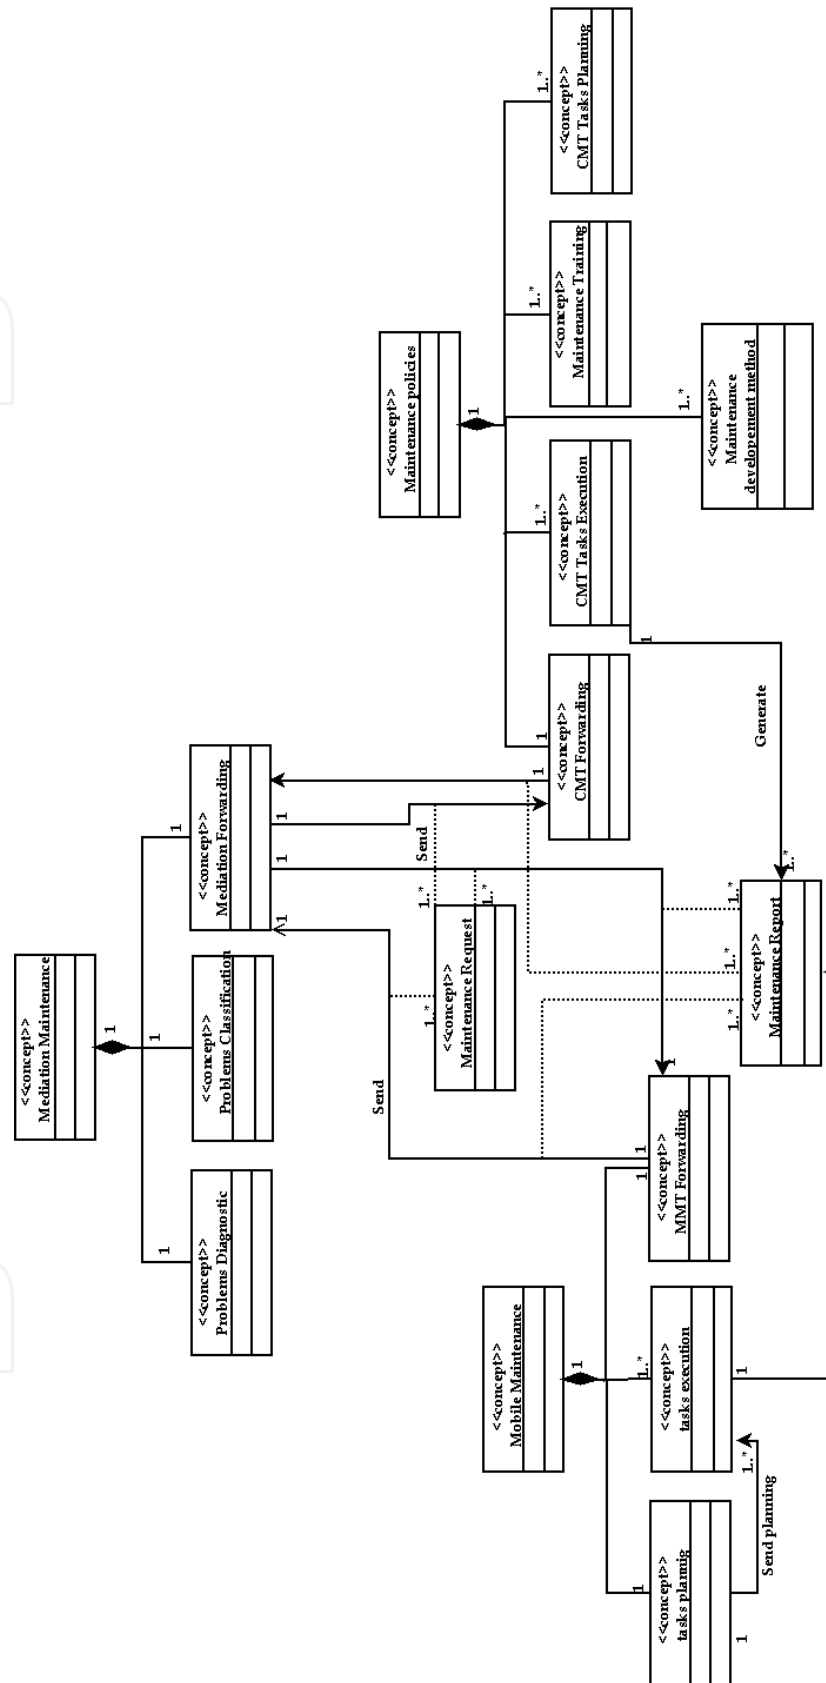 <<concept>>
Mediation Maintenance
1
1
1
1
<<concept>>
Problems Diagnostic
<<concept>>
Problems Classification
<<concept>>
Mediation Forwarding
1
1
1
Send
Send
<<concept>>
Maintenance policies
1
1..*
1..*
1..*
<<concept>>
Maintenance Request
<<concept>>
Mobile Maintenance
1
1
1..*
1
1
1
1
1
1..*
1..*
1..*
<<concept>>
CMT Forwarding
<<concept>>
CMT Tasks Execution
<<concept>>
Maintenance Training
<<concept>>
CMT Tasks Planning
<<concept>>
tasks plannig
<<concept>>
tasks execution
<<concept>>
MMT Forwarding
1
1
1..*
<<concept>>
Maintenance
developement method
1
1
1..*
Send planning
1..*
1..*
1..*
<<concept>>
Maintenance Report
1..*
Generate